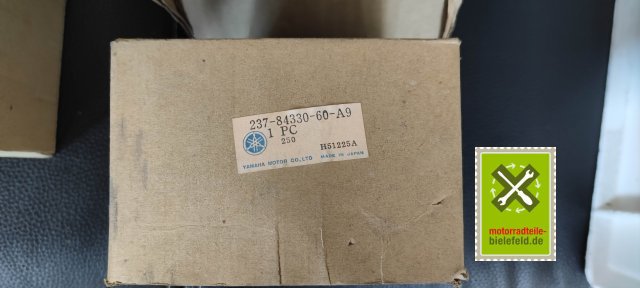 237-84330-60-A9
1 PC
250
H51225A
YAMAHA MOTOR CO.,LTD MADE IN JAPAN
motorradteile-
bielefeld.de